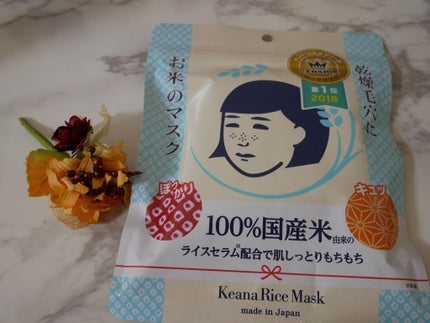 乾燥毛穴に
お米のマスク
@cosme
第1位
2018
ぽっかり
キュッ
100%国産米由来の
ライスセラム配合で肌しっとりもちもち
Keana Rice Mask
made in Japan